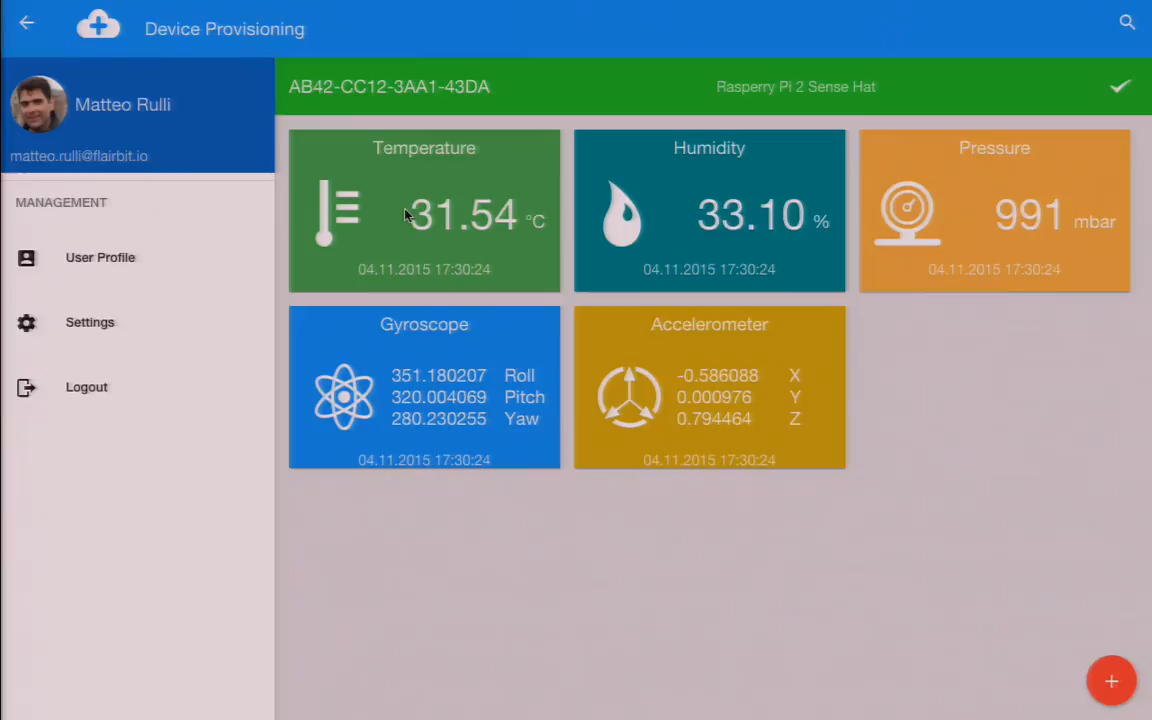 Device Provisioning
Matteo Rulli
matteo.rulli@flairbit.io
MANAGEMENT
User Profile
Settings
Logout
AB42-CC12-3AA1-43DA
Rasperry Pi 2 Sense Hat
Temperature
31.54 °C
04.11.2015 17:30:24
Humidity
33.10 %
04.11.2015 17:30:24
Pressure
991 mbar
04.11.2015 17:30:24
Gyroscope
351.180207 Roll
320.004069 Pitch
280.230255 Yaw
04.11.2015 17:30:24
Accelerometer
-0.586088 X
0.000976 Y
0.794464 Z
04.11.2015 17:30:24